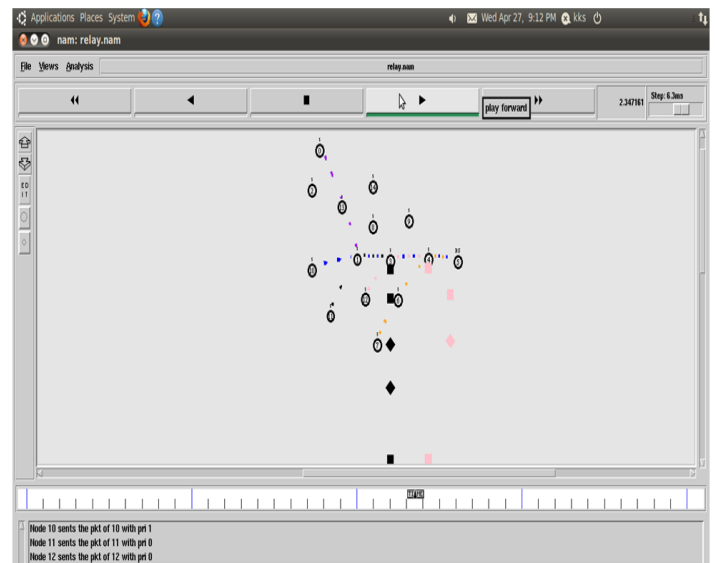 Applications Places System
Wed Apr 27, 9:12 PM kks
nam: relay.nam
File Views Analysis
relay.nam
play forward
2.347161
Step: 6.3ms
ED
IT
Node 10 sents the pkt of 10 with pri 1
Node 11 sents the pkt of 11 with pri 0
Node 12 sents the pkt of 12 with pri 0